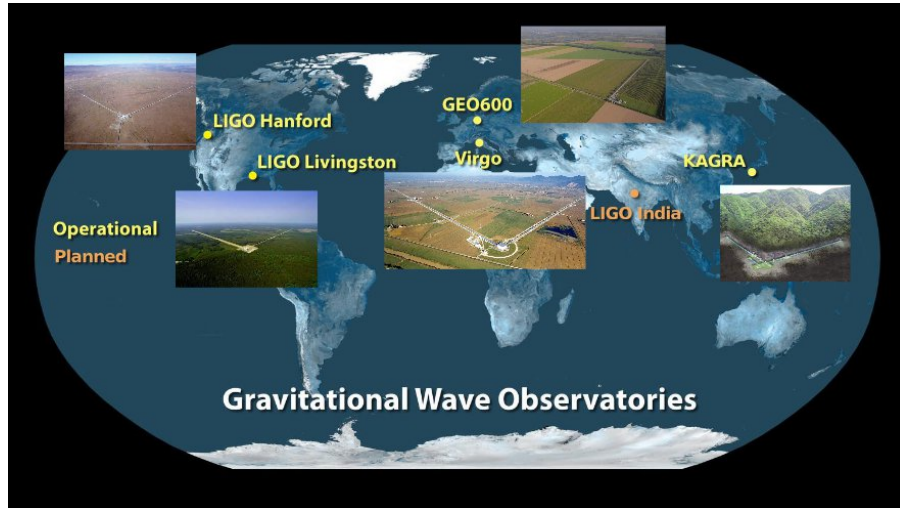 GEO600
LIGO Hanford
Virgo
LIGO Livingston
KAGRA
LIGO India
Operational
Planned
Gravitational Wave Observatories